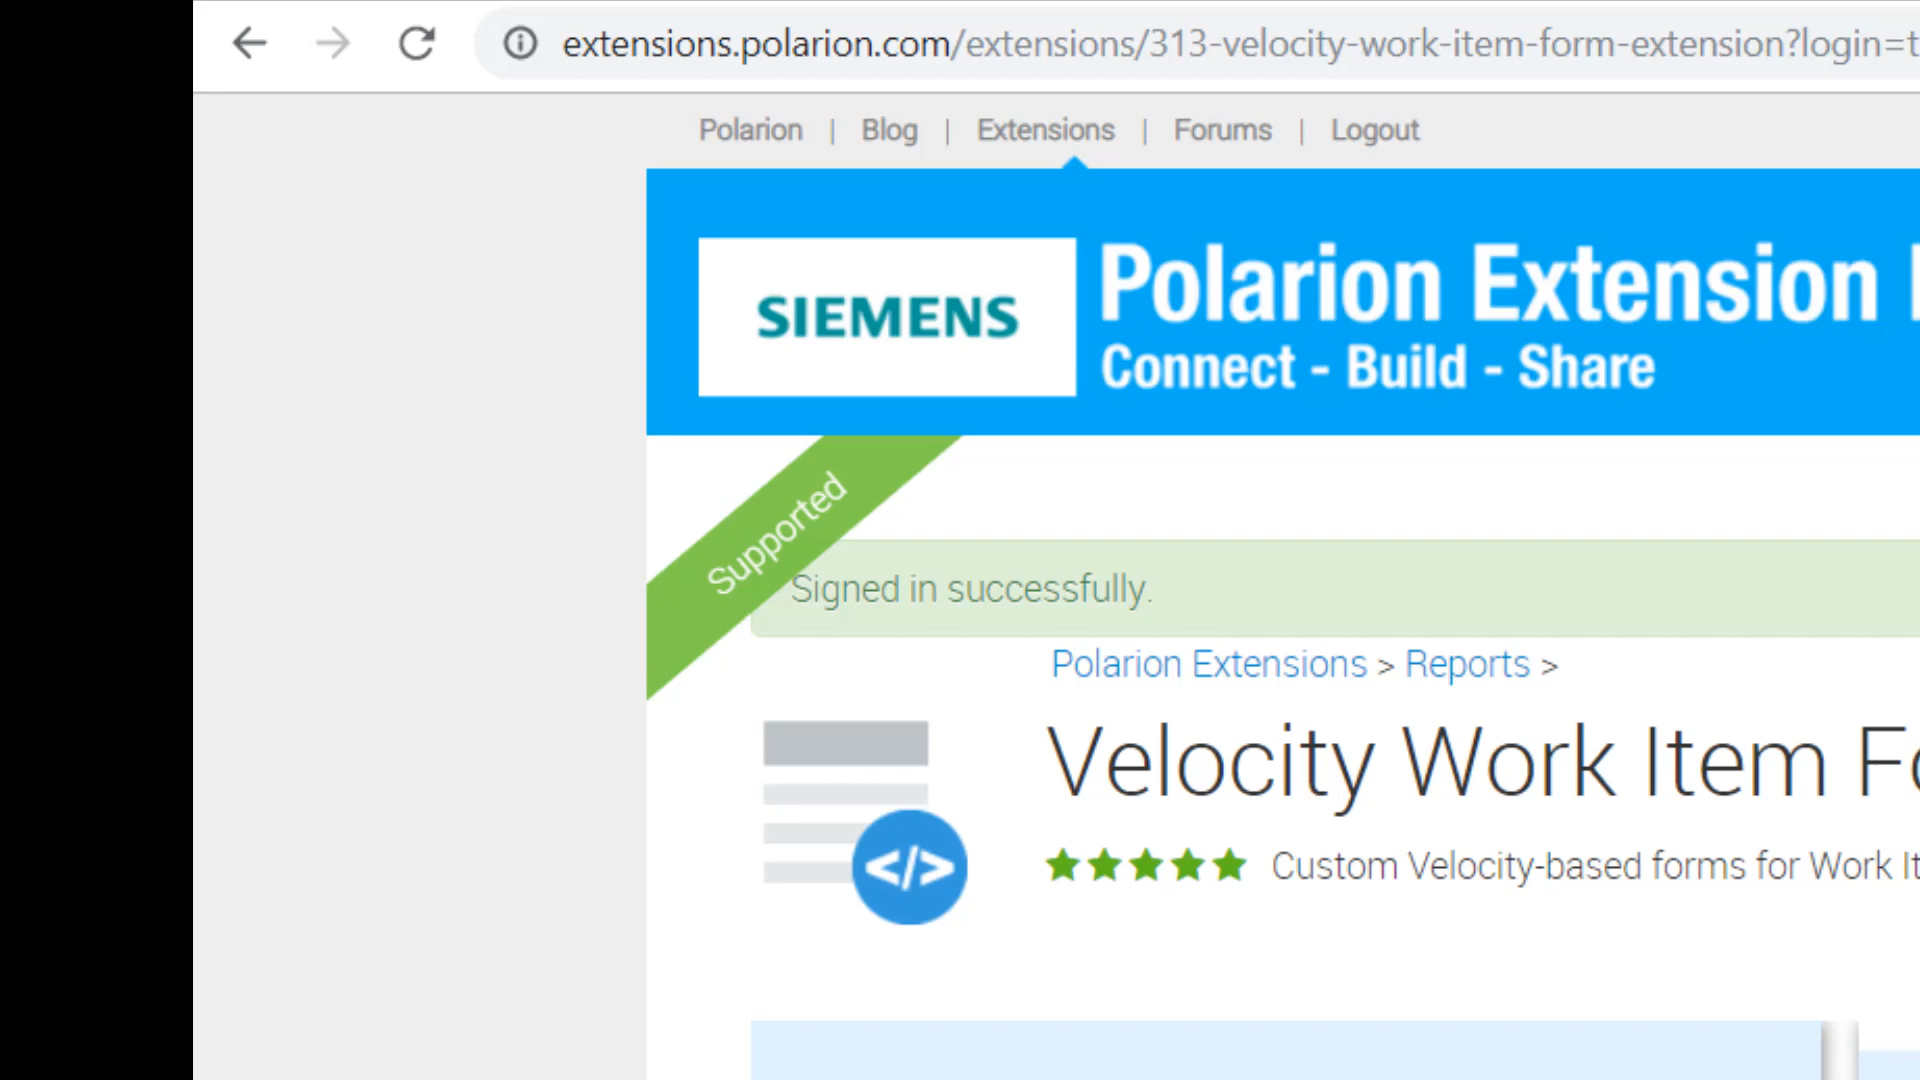 extensions.polarion.com/extensions/313-velocity-work-item-form-extension?login=t
Polarion | Blog | Extensions | Forums | Logout
SIEMENS
Polarion Extension
Connect - Build - Share
Supported
Signed in successfully.
Polarion Extensions > Reports >
Velocity Work Item Fo
</> Custom Velocity-based forms for Work It